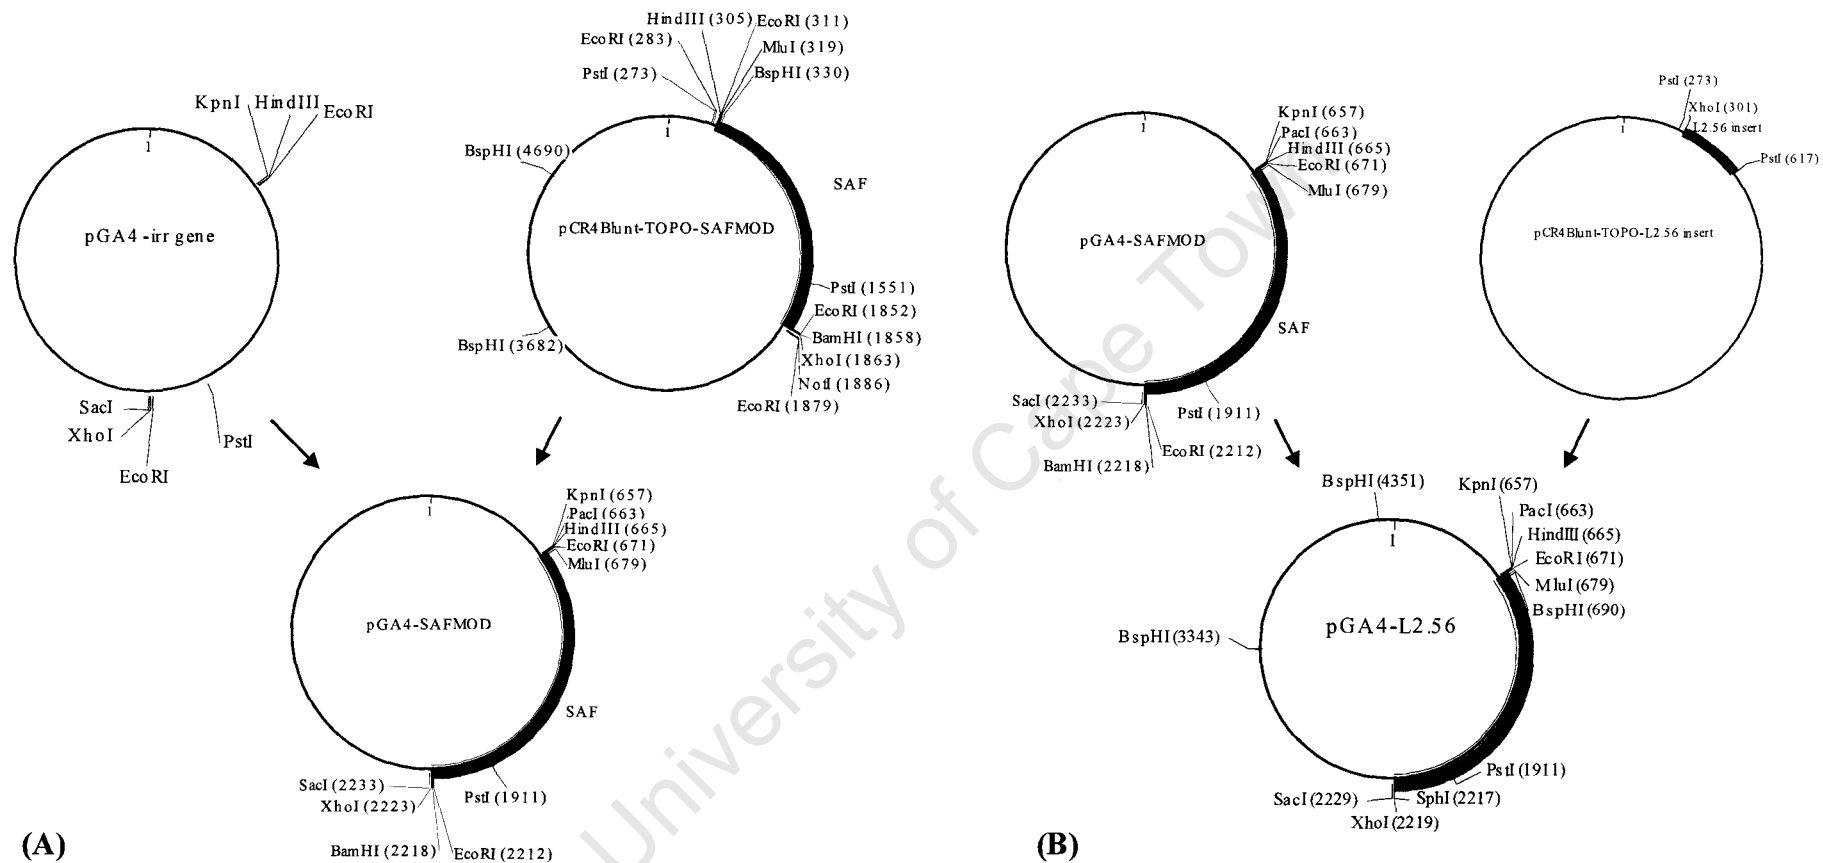 KpnI HindIII EcoRI
1
pGA4-irr gene
SacI
XhoI
EcoRI
PstI
HindIII (305)
EcoRI (311)
EcoRI (283)
MluI (319)
PstI (273)
BspHI (330)
1
BspHI (4690)
SAF
pCR4Blunt-TOPO-SAFMOD
PstI (1551)
EcoRI (1852)
BspHI (3682)
BamHI (1858)
XhoI (1863)
NotI (1886)
EcoRI (1879)
1
KpnI (657)
PacI (663)
HindIII (665)
EcoRI (671)
MluI (679)
pGA4-SAFMOD
SAF
SacI (2233)
XhoI (2223)
PstI (1911)
BamHI (2218)
EcoRI (2212)
(A)
1
KpnI (657)
PacI (663)
HindIII (665)
EcoRI (671)
MluI (679)
pGA4-SAFMOD
SAF
SacI (2233)
PstI (1911)
XhoI (2223)
EcoRI (2212)
BamHI (2218)
PstI (273)
XhoI (301)
L2.56 insert
1
PstI (617)
pCR4Blunt-TOPO-L2.56 insert
BspHI (4351)
KpnI (657)
PacI (663)
1
HindIII (665)
EcoRI (671)
MluI (679)
BspHI (690)
pGA4-L2.56
BspHI (3343)
PstI (1911)
SacI (2229)
SphI (2217)
XhoI (2219)
(B)
University of Cape Town